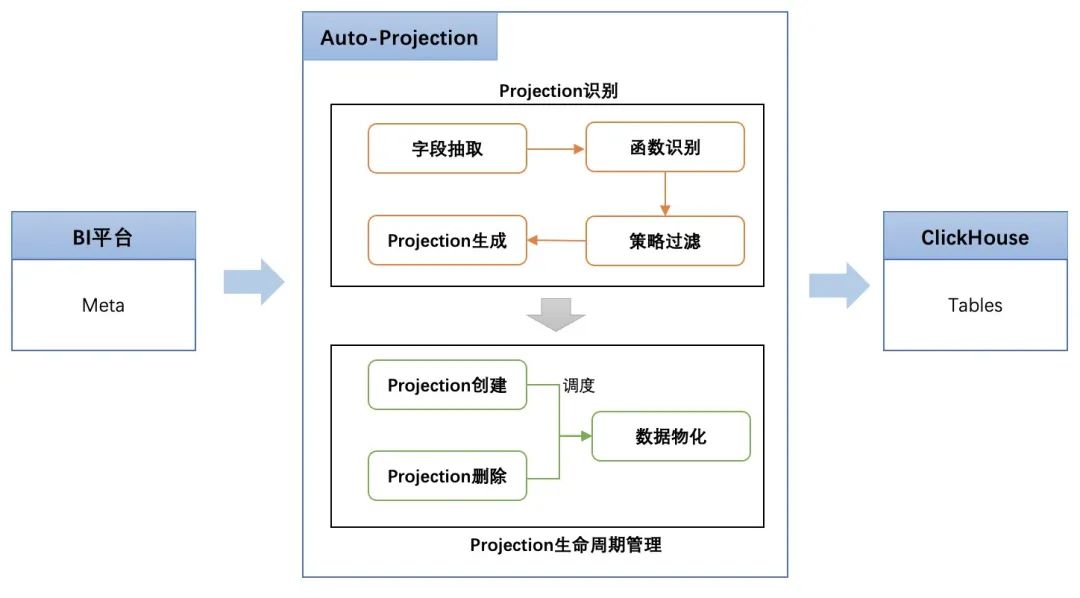 Auto-Projection
Projection识别
字段抽取
函数识别
Projection生成
策略过滤
BI平台
Meta
ClickHouse
Tables
Projection创建
调度
数据物化
Projection删除
Projection生命周期管理